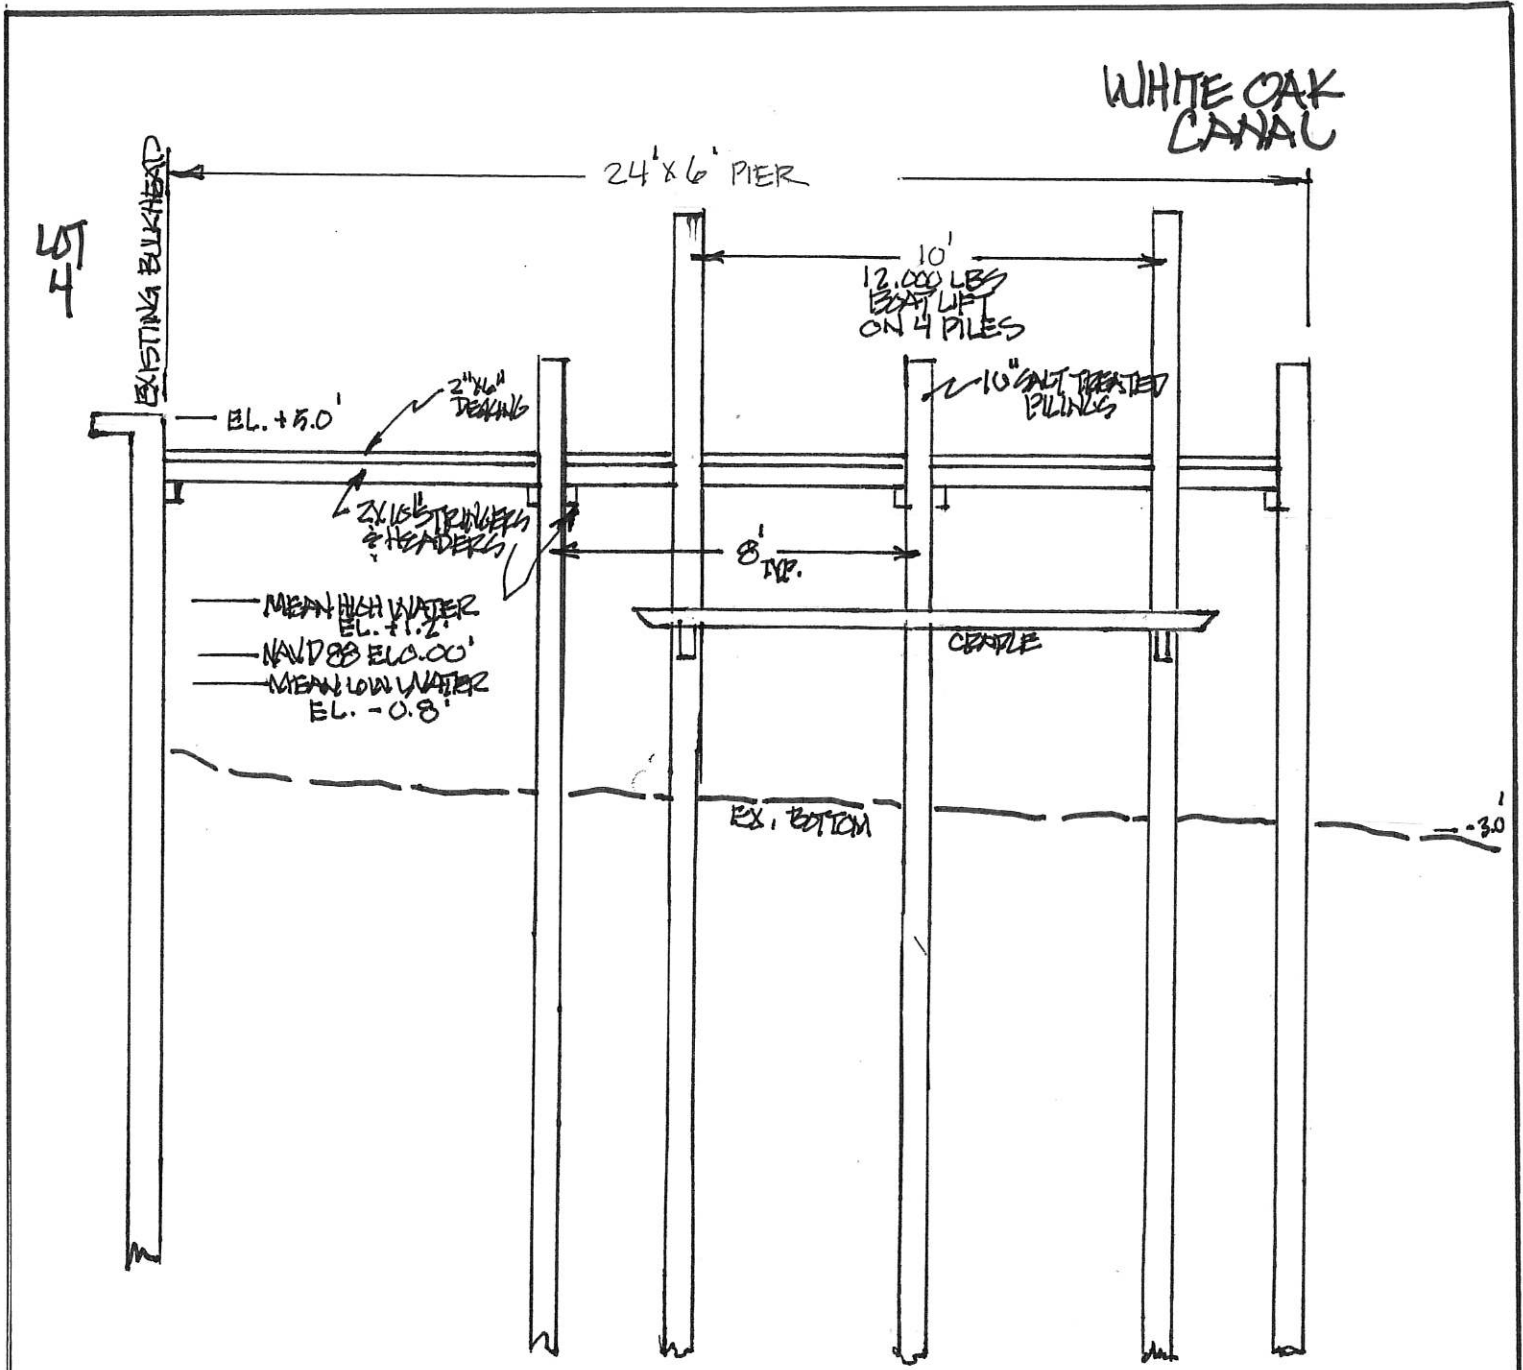 WHITE OAK
CANAL
24' X 6' PIER
LOT
4
EXISTING BULKHEAD
10'
12,000 LBS
BOAT LIFT
ON 4 PILES
2"X6"
DECKING
10" SALT TREATED
PILINGS
EL. +5.0'
2X10" STRINGERS
& HEADERS
8'
TYP.
MEAN HIGH WATER
EL. +1.2'
NAVD 88 EL 0.00'
MEAN LOW WATER
EL. -0.8'
CRADLE
EX. BOTTOM
-3.0'